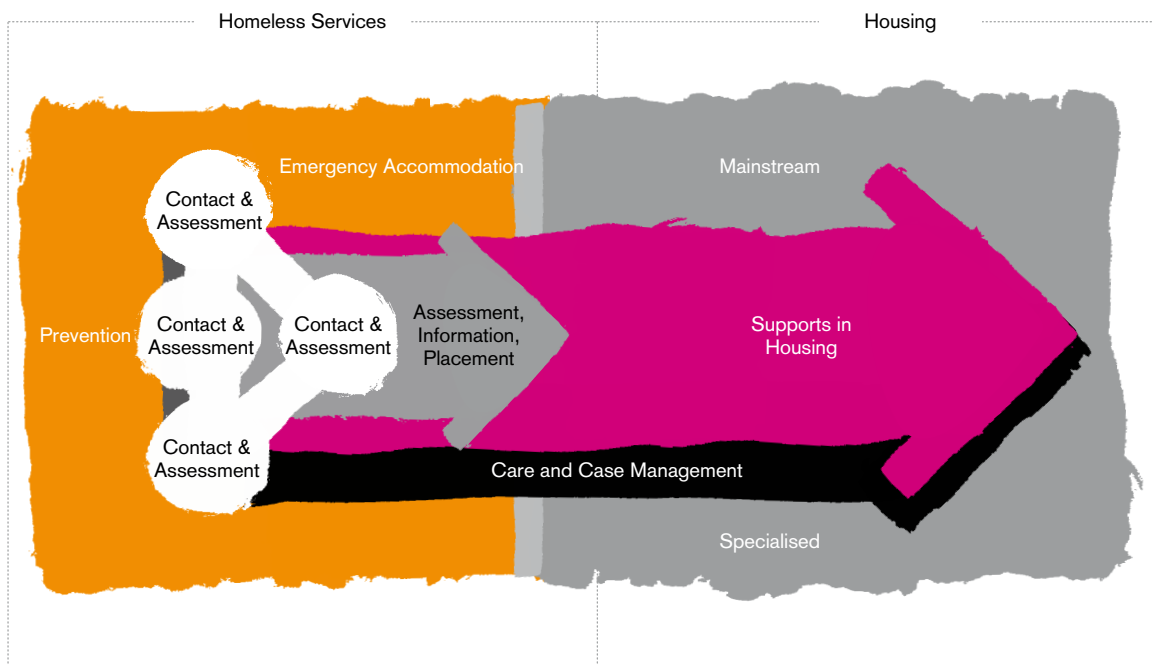 Homeless Services
Housing
Emergency Accommodation
Mainstream
Contact &
Assessment
Prevention
Contact &
Assessment
Contact &
Assessment
Assessment,
Information,
Placement
Supports in
Housing
Contact &
Assessment
Care and Case Management
Specialised